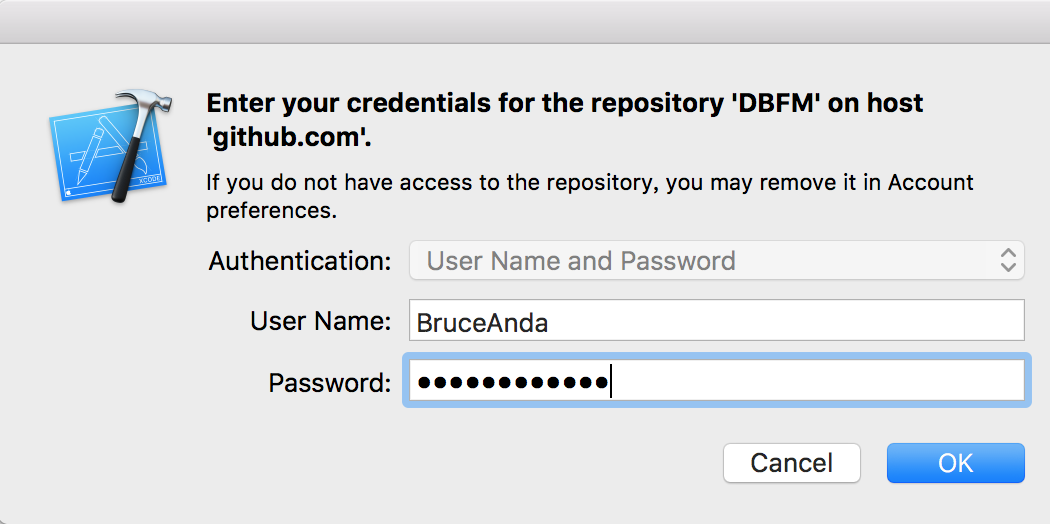 Enter your credentials for the repository 'DBFM' on host
'github.com'.
If you do not have access to the repository, you may remove it in Account
preferences.
Authentication: User Name and Password
User Name: BruceAnda
Password: ••••••••••••
Cancel OK
XCODE